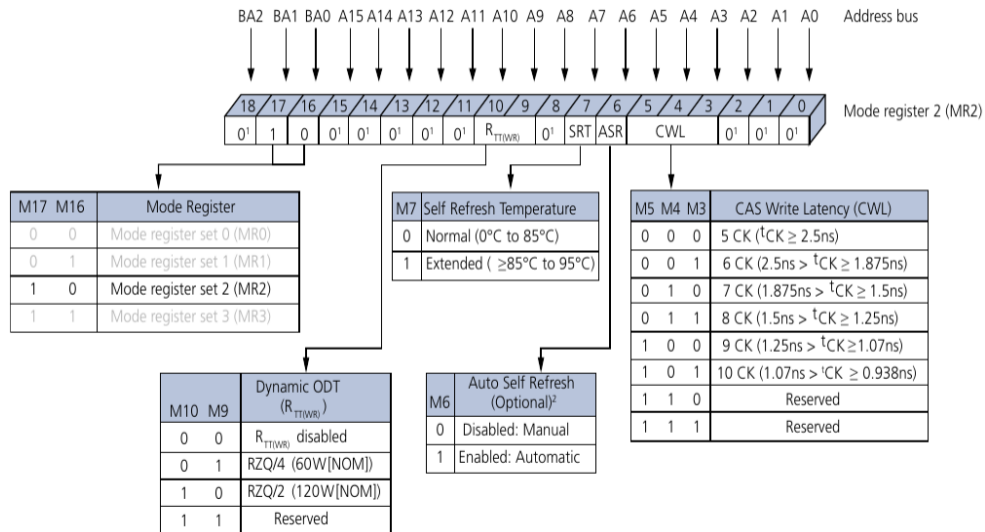 BA2 BA1 BA0 A15 A14 A13 A12 A11 A10 A9 A8 A7 A6 A5 A4 A3 A2 A1 A0 Address bus
18 17 16 15 14 13 12 11 10 9 8 7 6 5 4 3 2 1 0 Mode register 2 (MR2)
0¹ 1 0 0¹ 0¹ 0¹ 0¹ 0¹ RTT(WR) 0¹ SRT ASR CWL 0¹ 0¹ 0¹
M17 M16 Mode Register
0 0 Mode register set 0 (MR0)
0 1 Mode register set 1 (MR1)
1 0 Mode register set 2 (MR2)
1 1 Mode register set 3 (MR3)
M7 Self Refresh Temperature
0 Normal (0°C to 85°C)
1 Extended ( ≥85°C to 95°C)
M5 M4 M3 CAS Write Latency (CWL)
0 0 0 5 CK (tCK ≥ 2.5ns)
0 0 1 6 CK (2.5ns > tCK ≥ 1.875ns)
0 1 0 7 CK (1.875ns > tCK ≥ 1.5ns)
0 1 1 8 CK (1.5ns > tCK ≥ 1.25ns)
1 0 0 9 CK (1.25ns > tCK ≥1.07ns)
1 0 1 10 CK (1.07ns > tCK ≥ 0.938ns)
1 1 0 Reserved
1 1 1 Reserved
Dynamic ODT
(RTT(WR) )
M10 M9
0 0 RTT(WR) disabled
0 1 RZQ/4 (60W[NOM])
1 0 RZQ/2 (120W[NOM])
1 1 Reserved
Auto Self Refresh
M6 (Optional)²
0 Disabled: Manual
1 Enabled: Automatic